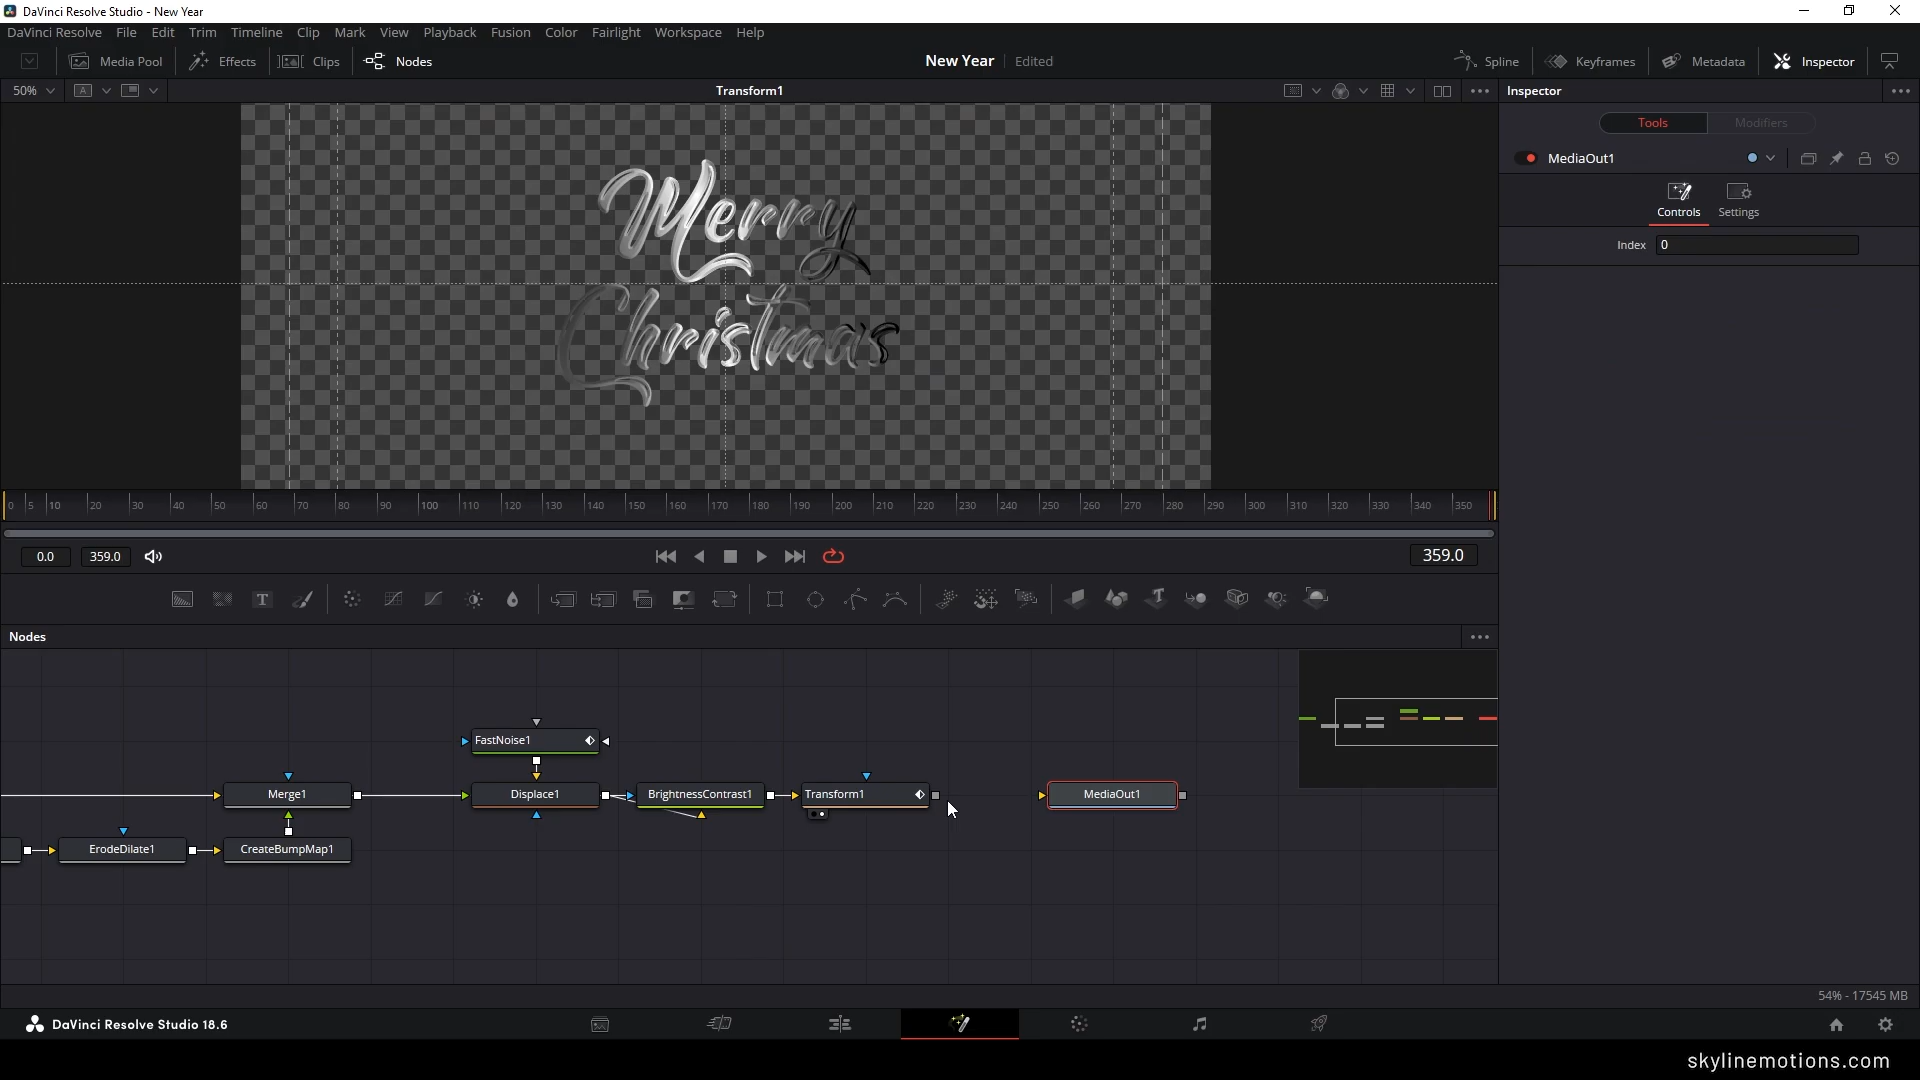 DaVinci Resolve Studio - New Year
DaVinci Resolve File Edit Trim Timeline Clip Mark View Playback Fusion Color Fairlight Workspace Help
Media Pool Effects Clips Nodes New Year Edited Spline Keyframes Metadata Inspector
50% A Transform1 Inspector
Tools Modifiers
MediaOut1
Controls Settings
Index 0
Merry
Christmas
0 5 10 20 30 40 50 60 70 80 90 100 110 120 130 140 150 160 170 180 190 200 210 220 230 240 250 260 270 280 290 300 310 320 330 340 350
0.0 359.0 359.0
T
Nodes
FastNoise1
Merge1 Displace1 BrightnessContrast1 Transform1 MediaOut1
ErodeDilate1 CreateBumpMap1
54% - 17545 MB
DaVinci Resolve Studio 18.6
skylinemotions.com